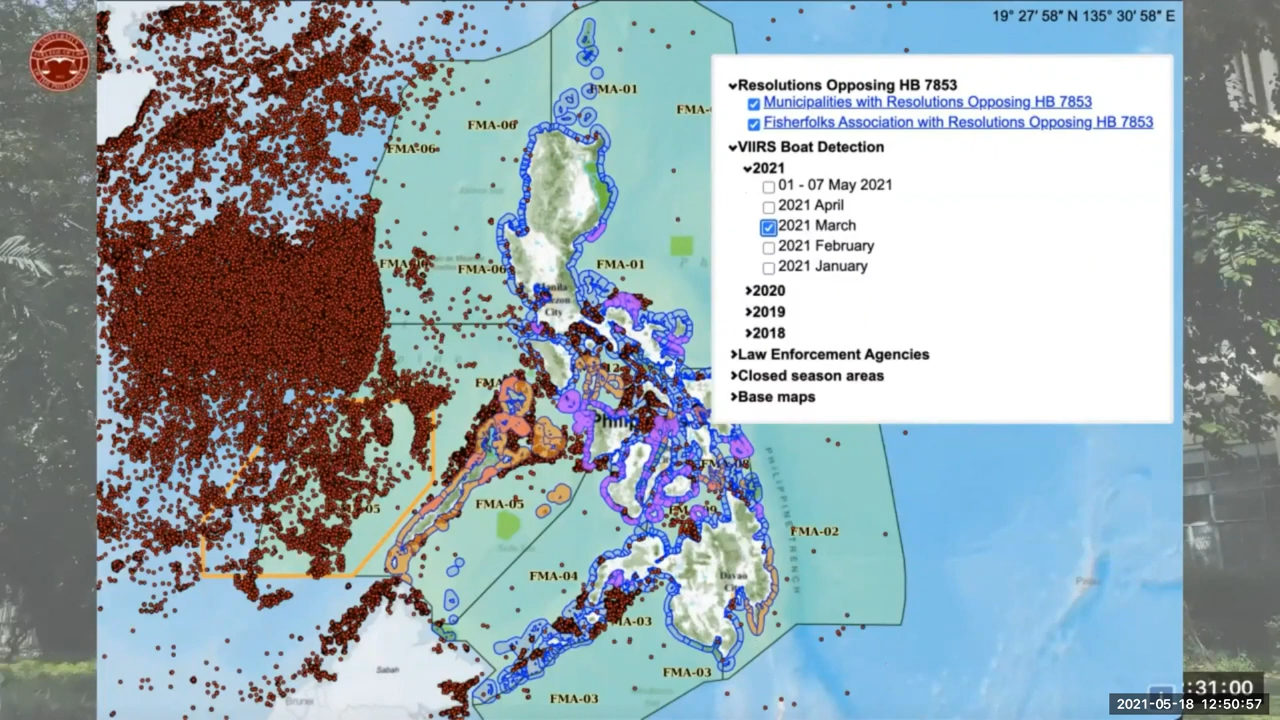 19° 27' 58" N 135° 30' 58" E
Resolutions Opposing HB 7853
Municipalities with Resolutions Opposing HB 7853
Fisherfolks Association with Resolutions Opposing HB 7853
VIIRS Boat Detection
2021
01 - 07 May 2021
2021 April
2021 March
2021 February
2021 January
2020
2019
2018
Law Enforcement Agencies
Closed season areas
Base maps
FMA-01
FMA-06
FMA-06
FMA-06
FMA-01
City
FMA-05
FMA-02
PHILIPPINE TRENCH
FMA-04
Davao
City
FMA-03
FMA-03
Sabah
Brunei
:31:00
2021-05-18 12:50:57